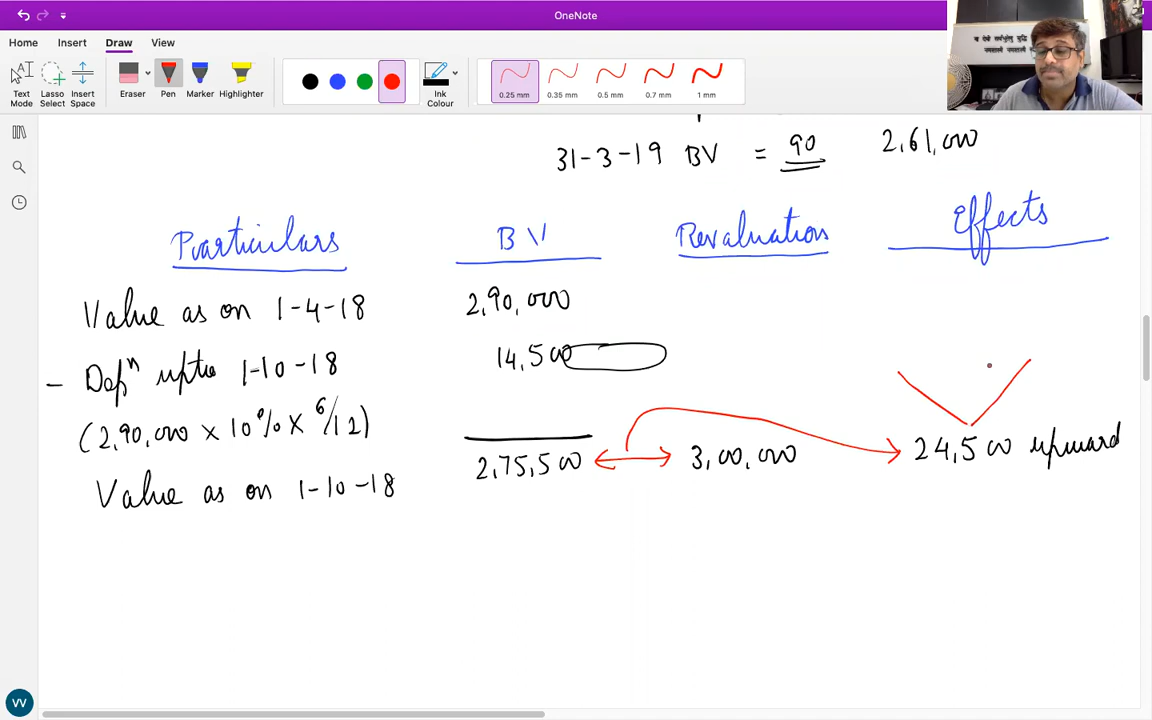 OneNote
Home Insert Draw View
Text Mode
Lasso Select
Insert Space
Eraser
Pen
Marker
Highlighter
Ink Colour
0.25 mm 0.35 mm 0.5 mm 0.7 mm 1 mm
31-3-19 BV = 90 2,61,000
Particulars BV Revaluation Effects
Value as on 1-4-18 2,90,000
- Depn upto 1-10-18 14,500
(2,90,000 x 10% x 6/12)
2,75,500 3,00,000 24,500 upward
Value as on 1-10-18
VV